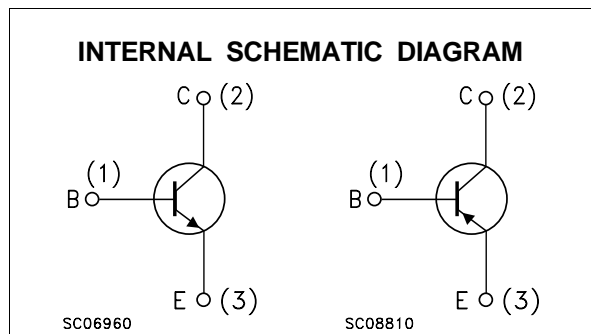 INTERNAL SCHEMATIC DIAGRAM
C (2) C (2)
(1) (1)
B B
E (3) E (3)
SC06960 SC08810